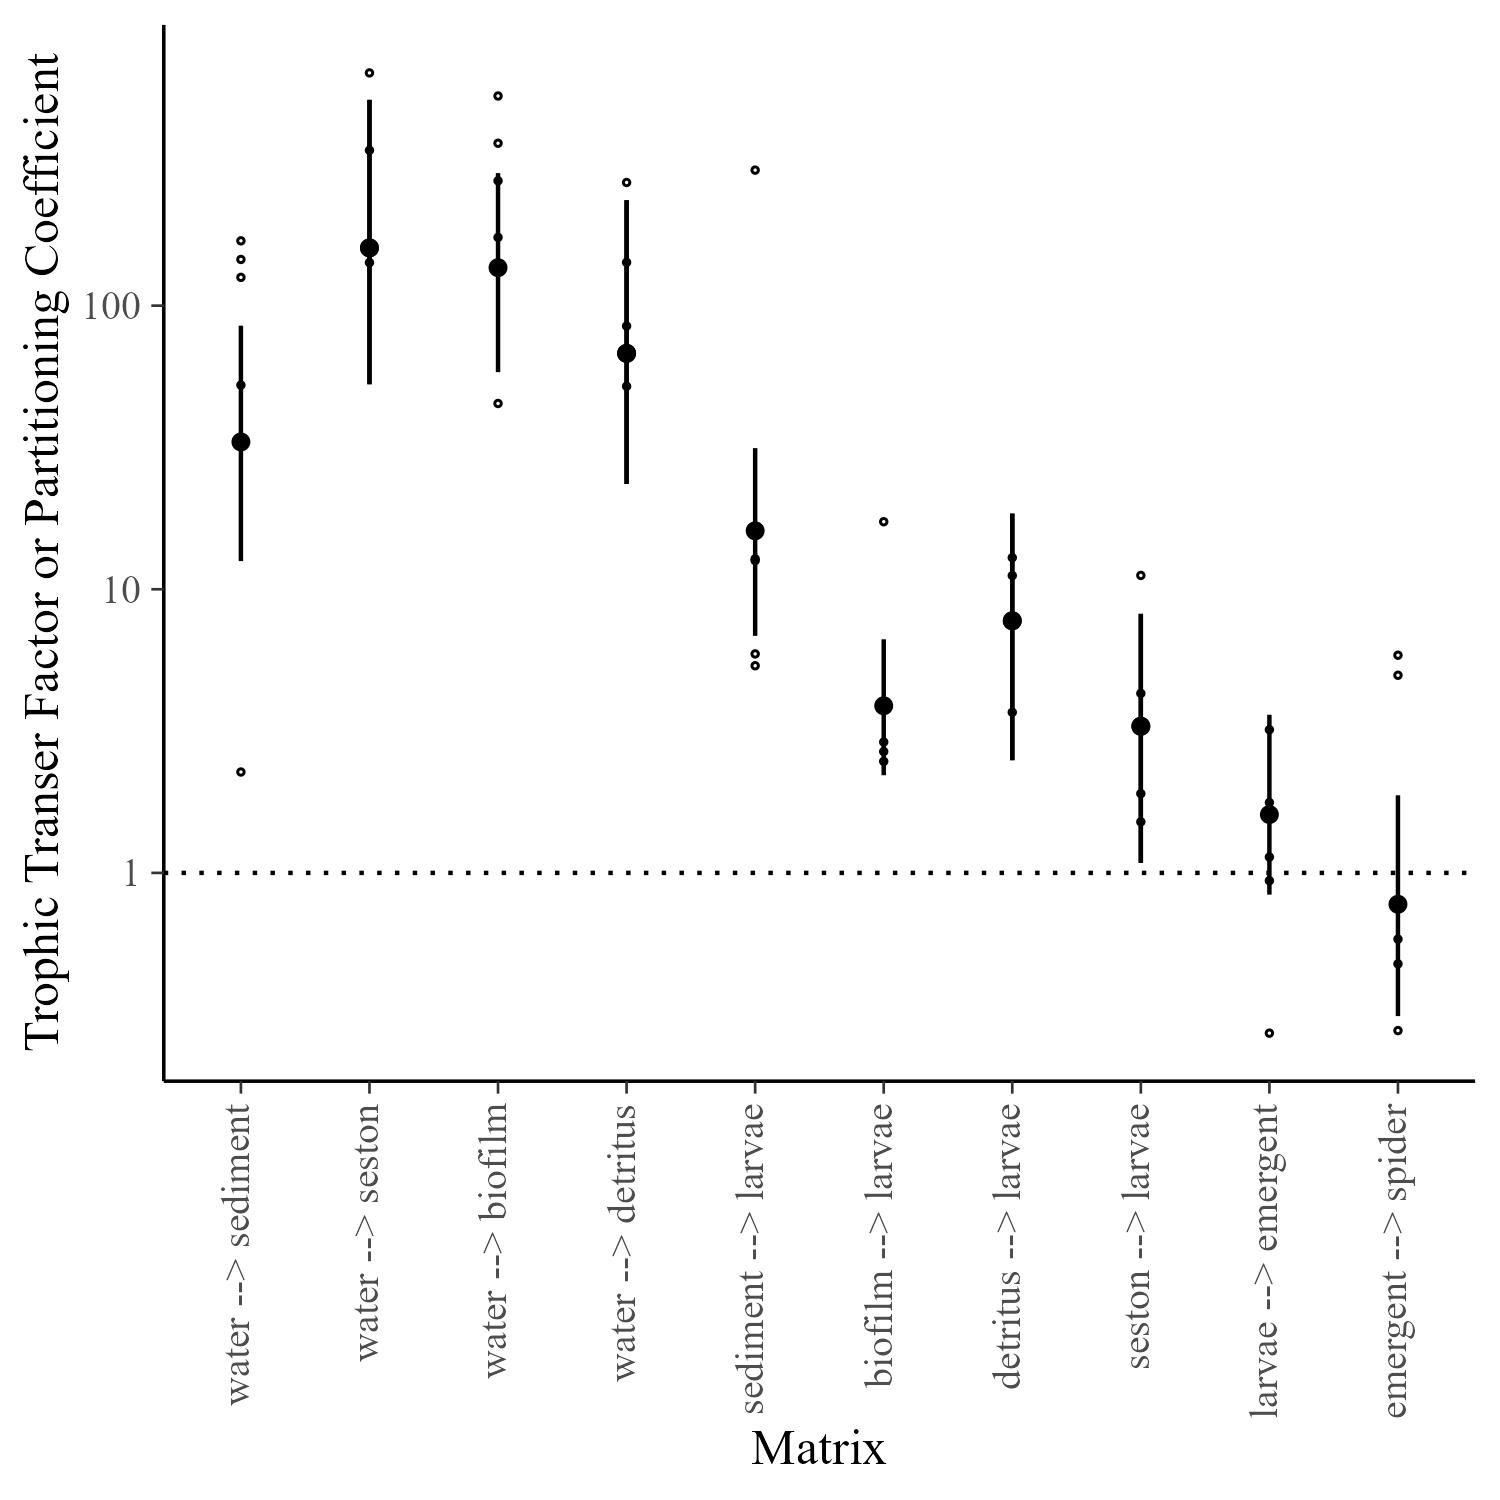 Trophic Transer Factor or Partitioning Coefficient
100
10
1
water --> sediment
water --> seston
water --> biofilm
water --> detritus
sediment --> larvae
biofilm --> larvae
detritus --> larvae
seston --> larvae
larvae --> emergent
emergent --> spider
Matrix